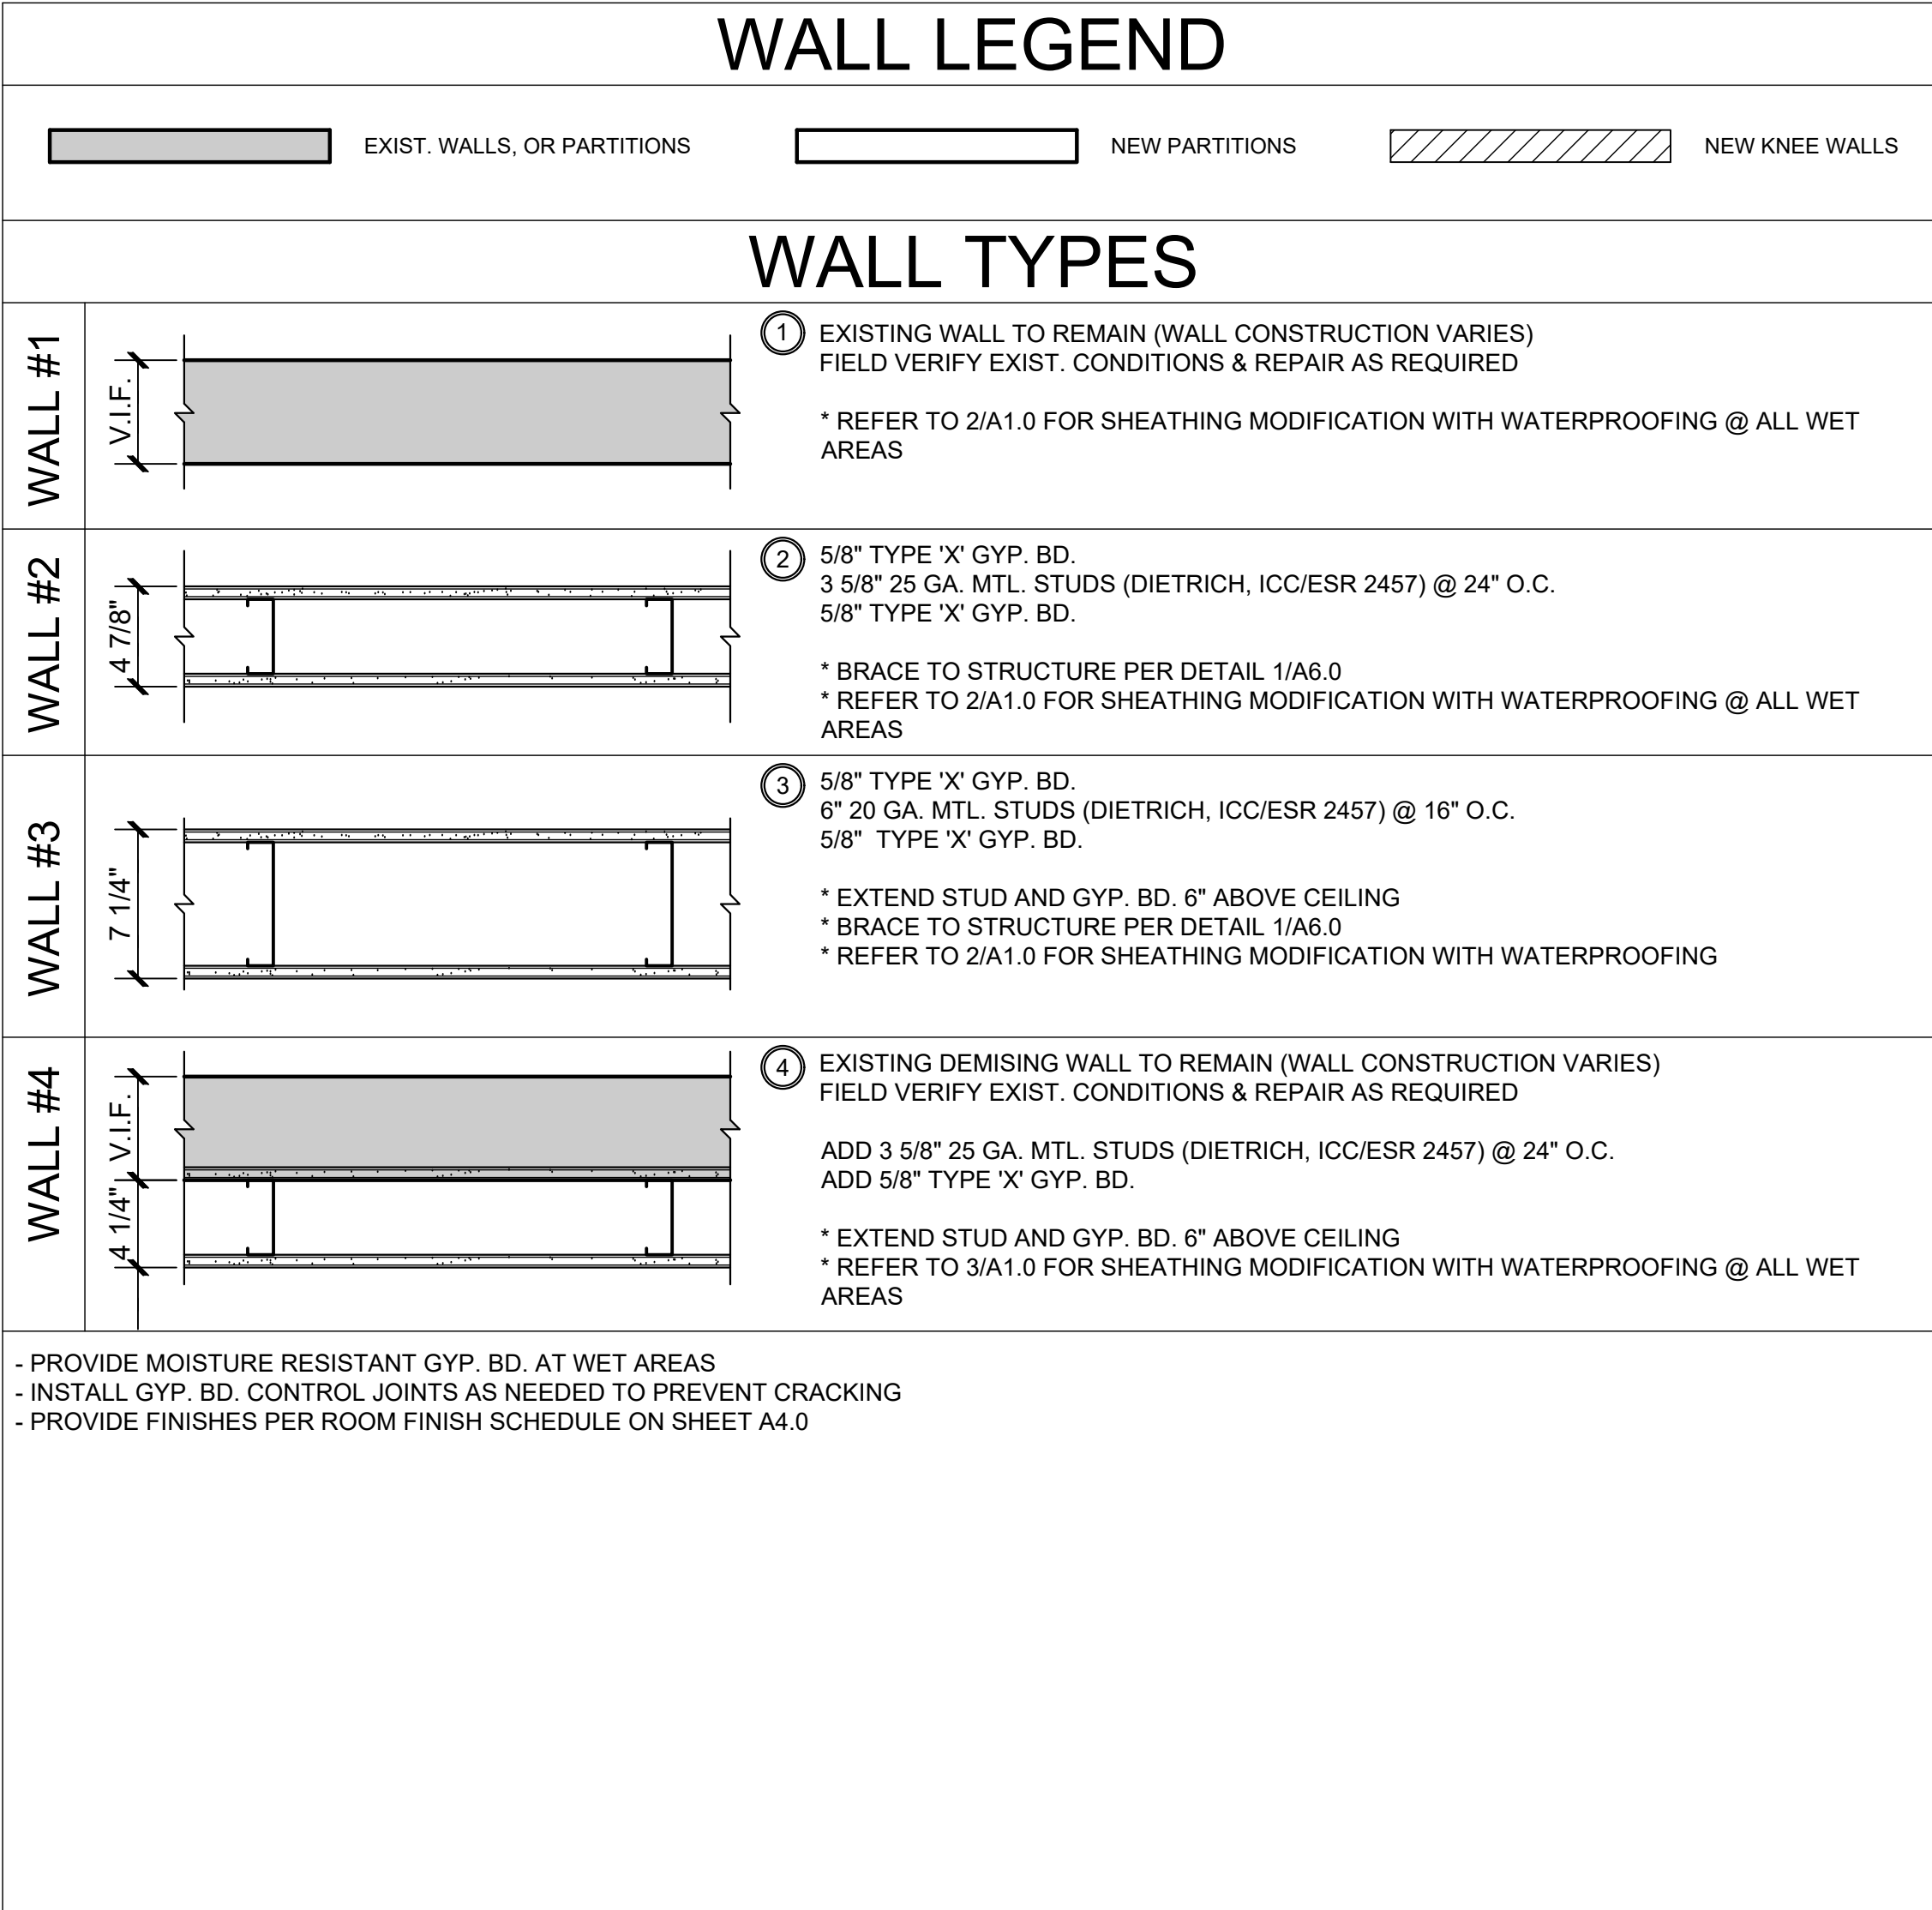 WALL LEGEND
EXIST. WALLS, OR PARTITIONS
NEW PARTITIONS
NEW KNEE WALLS
WALL TYPES
WALL #1
V.I.F.
1
EXISTING WALL TO REMAIN (WALL CONSTRUCTION VARIES)
FIELD VERIFY EXIST. CONDITIONS & REPAIR AS REQUIRED
* REFER TO 2/A1.0 FOR SHEATHING MODIFICATION WITH WATERPROOFING @ ALL WET
AREAS
WALL #2
4 7/8"
2
5/8" TYPE 'X' GYP. BD.
3 5/8" 25 GA. MTL. STUDS (DIETRICH, ICC/ESR 2457) @ 24" O.C.
5/8" TYPE 'X' GYP. BD.
* BRACE TO STRUCTURE PER DETAIL 1/A6.0
* REFER TO 2/A1.0 FOR SHEATHING MODIFICATION WITH WATERPROOFING @ ALL WET
AREAS
WALL #3
7 1/4"
3
5/8" TYPE 'X' GYP. BD.
6" 20 GA. MTL. STUDS (DIETRICH, ICC/ESR 2457) @ 16" O.C.
5/8" TYPE 'X' GYP. BD.
* EXTEND STUD AND GYP. BD. 6" ABOVE CEILING
* BRACE TO STRUCTURE PER DETAIL 1/A6.0
* REFER TO 2/A1.0 FOR SHEATHING MODIFICATION WITH WATERPROOFING
WALL #4
V.I.F.
4 1/4"
4
EXISTING DEMISING WALL TO REMAIN (WALL CONSTRUCTION VARIES)
FIELD VERIFY EXIST. CONDITIONS & REPAIR AS REQUIRED
ADD 3 5/8" 25 GA. MTL. STUDS (DIETRICH, ICC/ESR 2457) @ 24" O.C.
ADD 5/8" TYPE 'X' GYP. BD.
* EXTEND STUD AND GYP. BD. 6" ABOVE CEILING
* REFER TO 3/A1.0 FOR SHEATHING MODIFICATION WITH WATERPROOFING @ ALL WET
AREAS
- PROVIDE MOISTURE RESISTANT GYP. BD. AT WET AREAS
- INSTALL GYP. BD. CONTROL JOINTS AS NEEDED TO PREVENT CRACKING
- PROVIDE FINISHES PER ROOM FINISH SCHEDULE ON SHEET A4.0